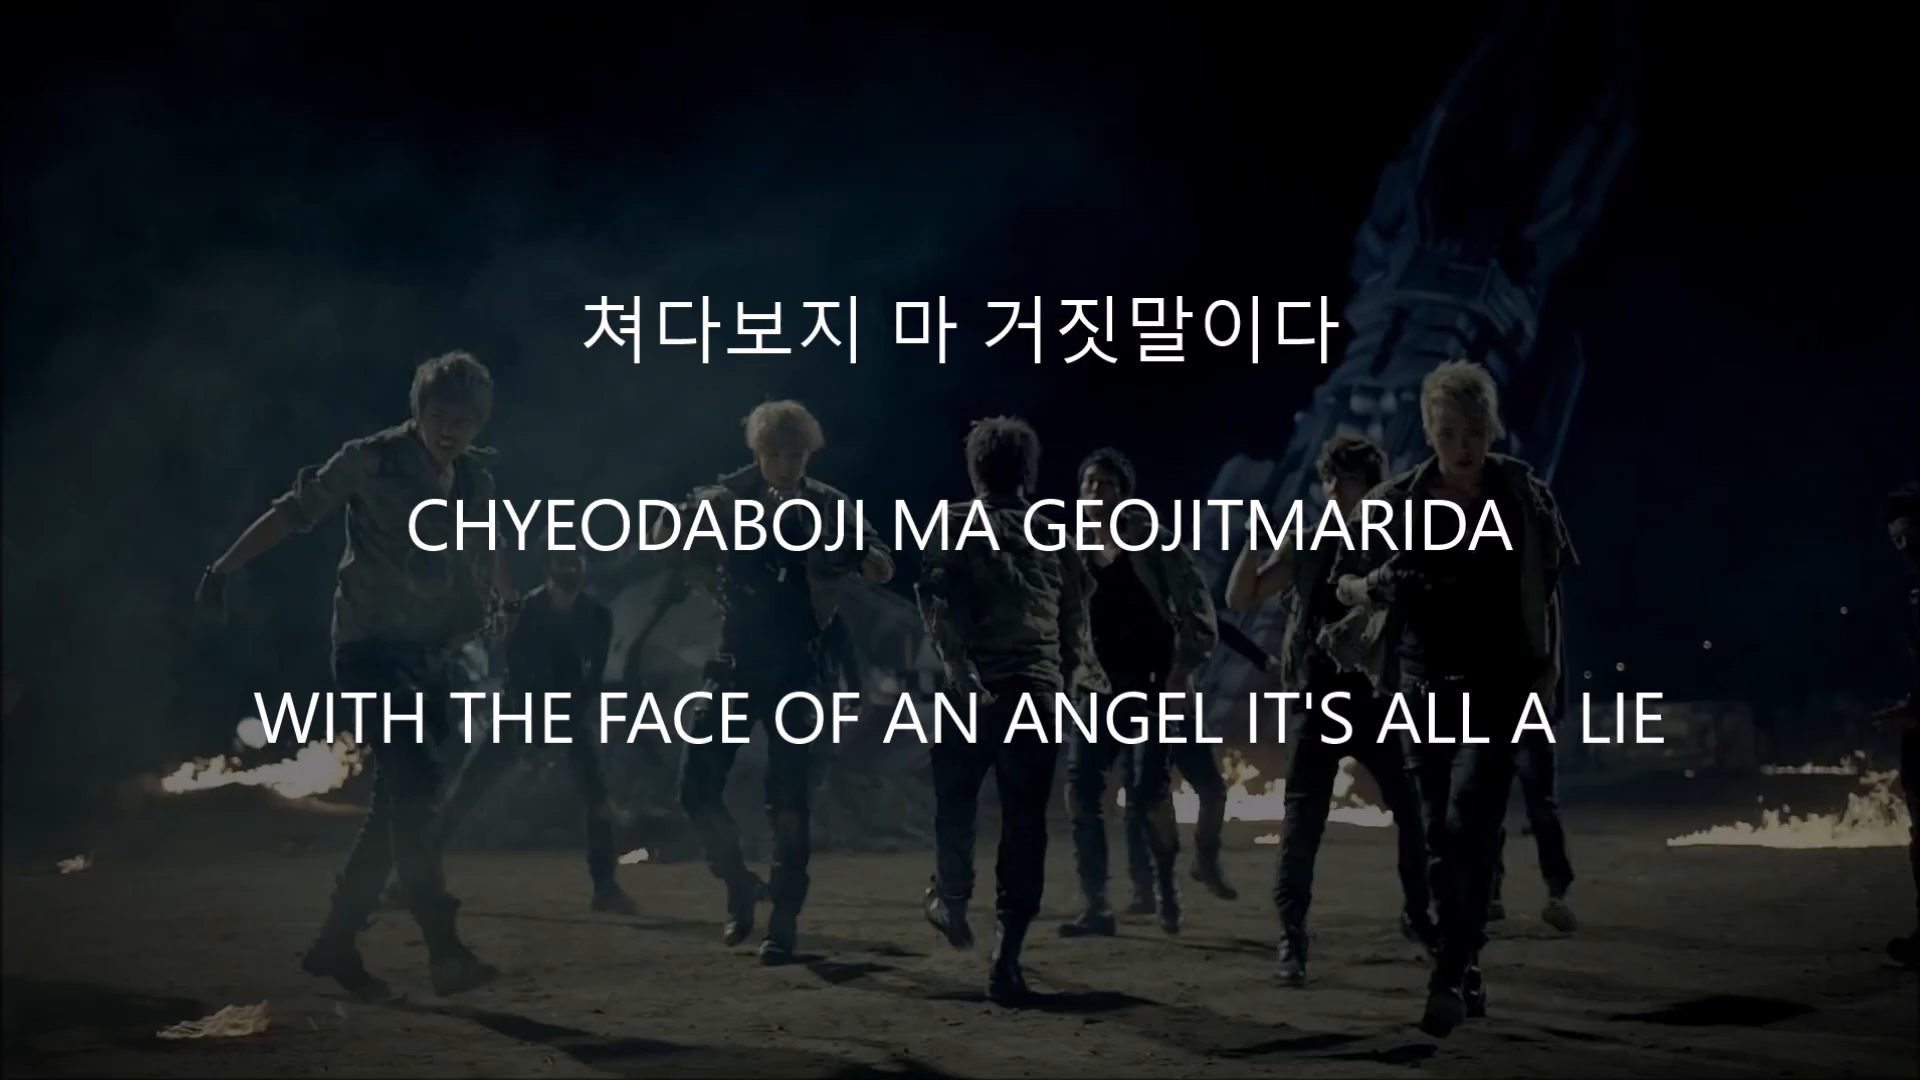 쳐다보지 마 거짓말이다
CHYEODABOJI MA GEOJITMARIDA
WITH THE FACE OF AN ANGEL IT'S ALL A LIE